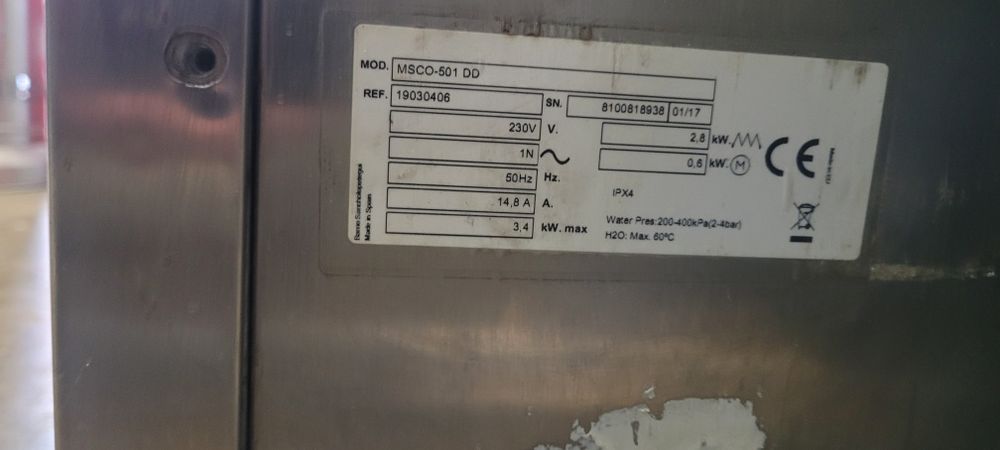 MOD. MSCO-501 DD
REF. 19030406 SN. 8100818938 01/17
230V V. 2,8 kW.
1N 0,6 kW. M
50Hz Hz.
14,8 A A.
3,4 kW. max
IPX4
Water Pres:200-400kPa(2-4bar)
H2O: Max. 60ºC
CE
Made in Spain